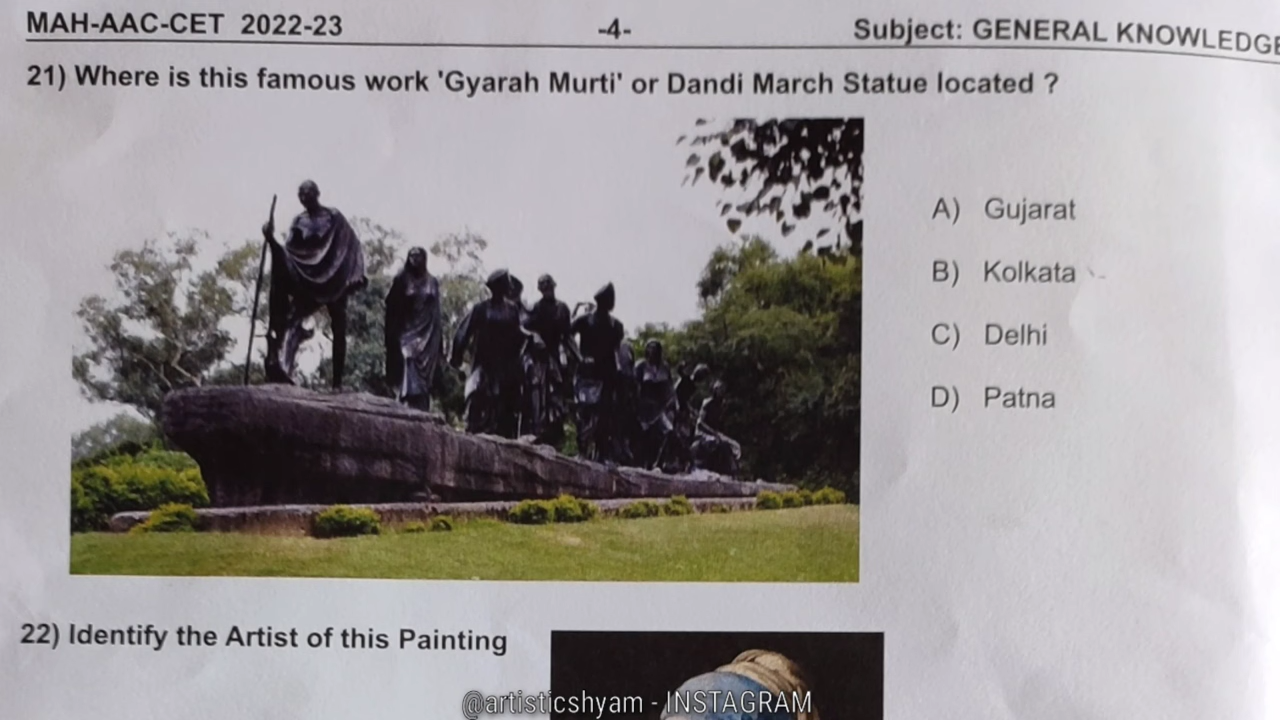 MAH-AAC-CET 2022-23 -4- Subject: GENERAL KNOWLEDGE
21) Where is this famous work 'Gyarah Murti' or Dandi March Statue located ?
A) Gujarat
B) Kolkata
C) Delhi
D) Patna
22) Identify the Artist of this Painting
@artisticshyam - INSTAGRAM